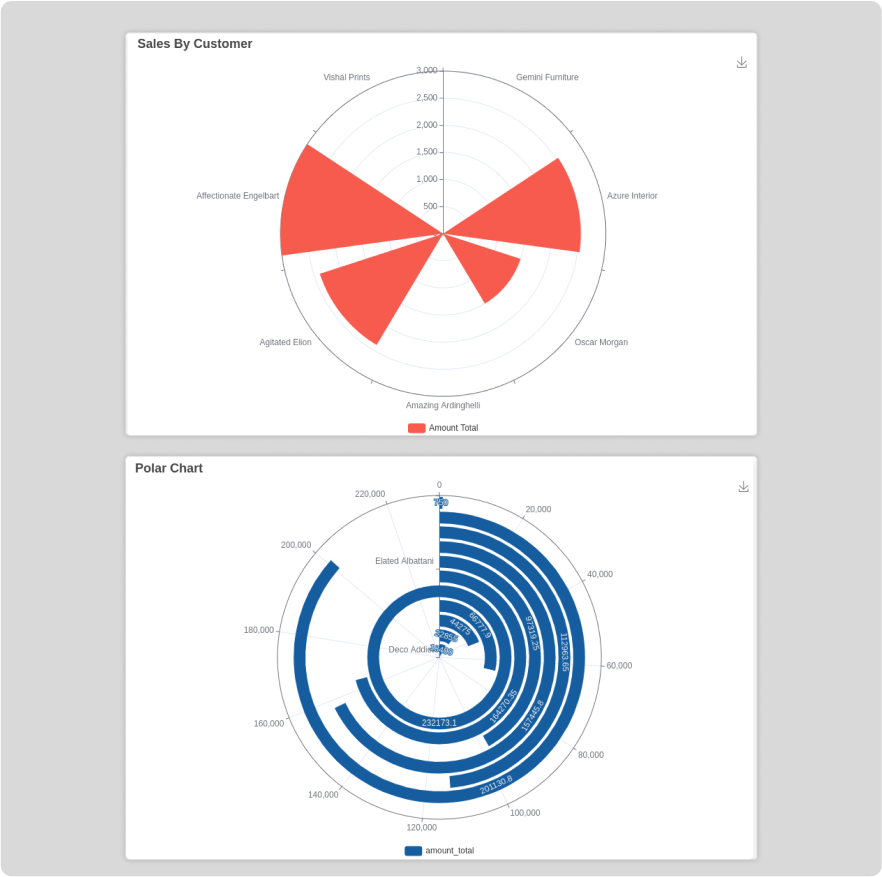 Sales By Customer
Vishal Prints
3,000
Gemini Furniture
2,500
2,000
1,500
Affectionate Engelbart
1,000
Azure Interior
500
Agitated Elion
Oscar Morgan
Amazing Ardinghelli
Amount Total
Polar Chart
0
220,000
750
20,000
200,000
Elated Albattani
40,000
66777.9
44275
97319.25
180,000
112963.65
Deco Addic
60,000
164270.35
157445.8
160,000
232173.1
80,000
201130.8
140,000
100,000
120,000
amount_total